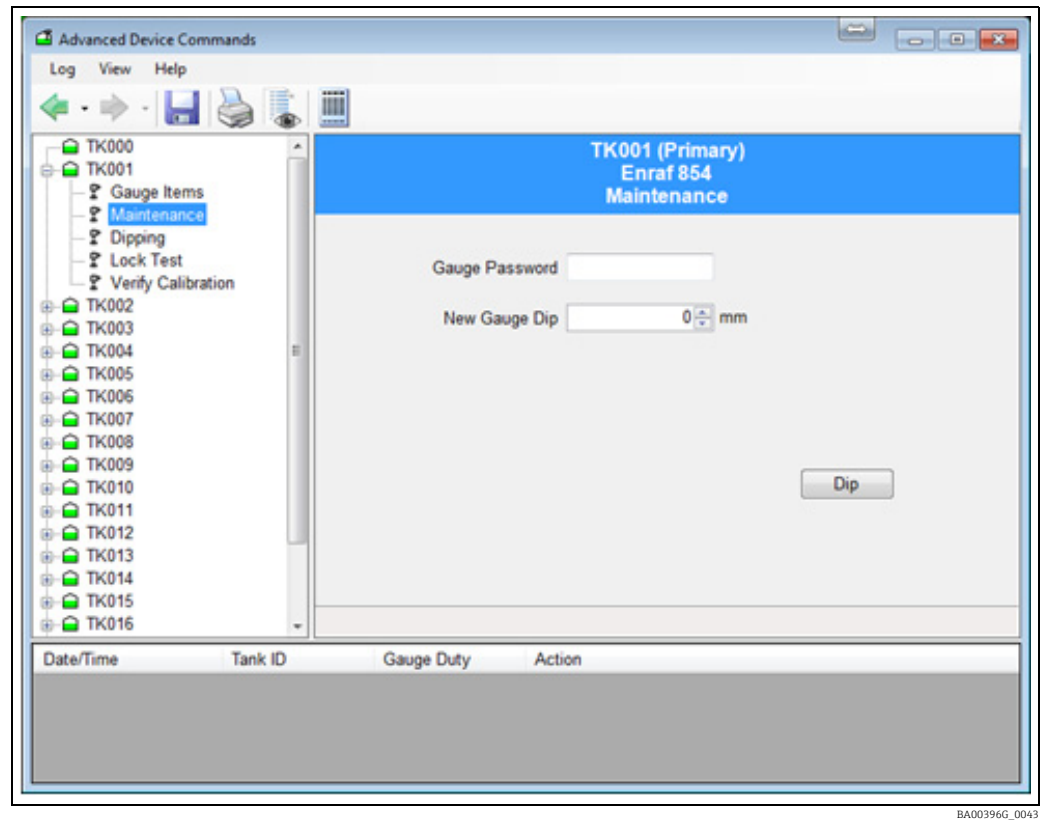 Advanced Device Commands
Log View Help
TK000
TK001
Gauge Items
Maintenance
Dipping
Lock Test
Verify Calibration
TK002
TK003
TK004
TK005
TK006
TK007
TK008
TK009
TK010
TK011
TK012
TK013
TK014
TK015
TK016
TK001 (Primary)
Enraf 854
Maintenance
Gauge Password
New Gauge Dip 0 mm
Dip
Date/Time Tank ID Gauge Duty Action
BA00396G_0043